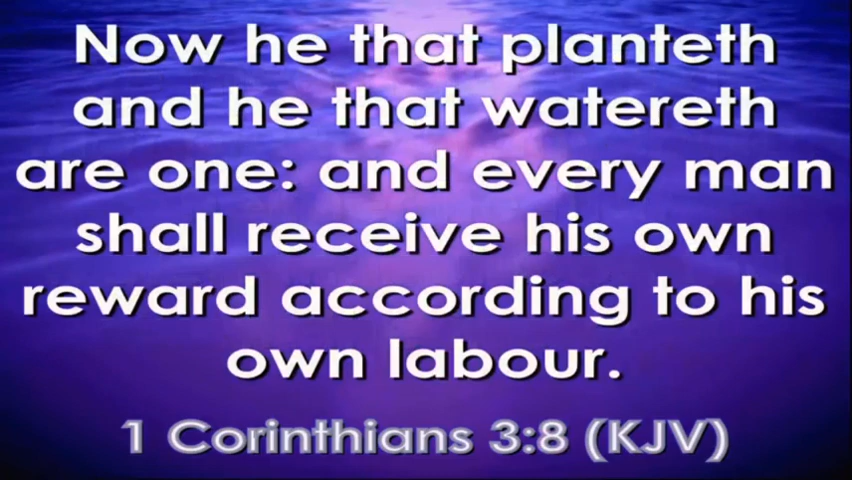 Now he that planteth
and he that watereth
are one: and every man
shall receive his own
reward according to his
own labour.
1 Corinthians 3:8 (KJV)